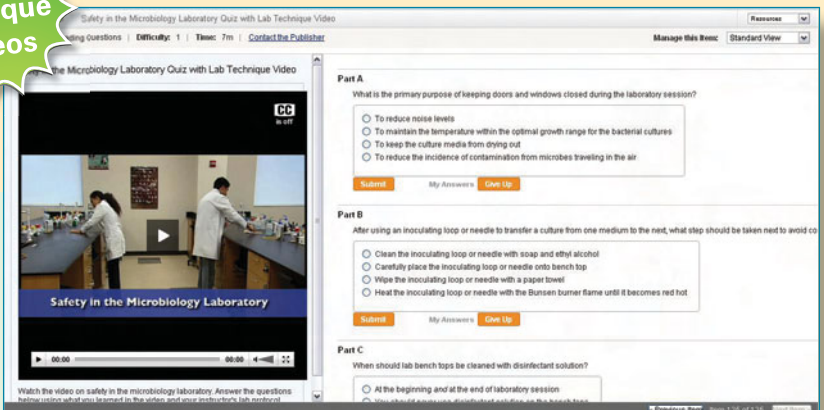 que
eos
Safety in the Microbiology Laboratory Quiz with Lab Technique Video
Resources
Questions | Difficulty: 1 | Time: 7m | Contact the Publisher
Manage this Item: Standard View
the Microbiology Laboratory Quiz with Lab Technique Video
CC
is off
Safety in the Microbiology Laboratory
00:00 00:00
Watch the video on safety in the microbiology laboratory. Answer the questions
below using what you learned in the video and your instructor's lab protocol
Part A
What is the primary purpose of keeping doors and windows closed during the laboratory session?
To reduce noise levels
To maintain the temperature within the optimal growth range for the bacterial cultures
To keep the culture media from drying out
To reduce the incidence of contamination from microbes traveling in the air
Submit My Answers Give Up
Part B
After using an inoculating loop or needle to transfer a culture from one medium to the next, what step should be taken next to avoid co
Clean the inoculating loop or needle with soap and ethyl alcohol
Carefully place the inoculating loop or needle onto bench top
Wipe the inoculating loop or needle with a paper towel
Heat the inoculating loop or needle with the Bunsen burner flame until it becomes red hot
Submit My Answers Give Up
Part C
When should lab bench tops be cleaned with disinfectant solution?
At the beginning and at the end of laboratory session